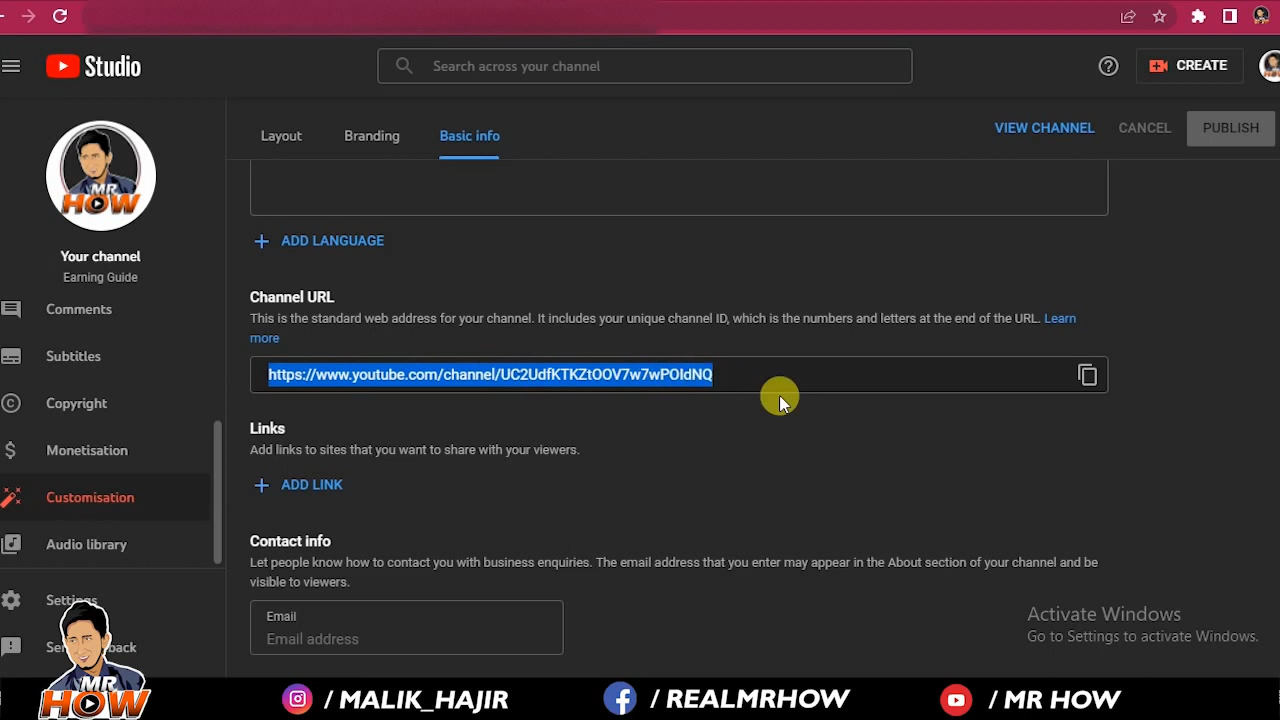 Studio
Search across your channel
CREATE
Layout
Branding
Basic info
VIEW CHANNEL
CANCEL
PUBLISH
MR
HOW
Your channel
Earning Guide
Comments
Subtitles
Copyright
Monetisation
Customisation
Audio library
Settings
ADD LANGUAGE
Channel URL
This is the standard web address for your channel. It includes your unique channel ID, which is the numbers and letters at the end of the URL. Learn
more
https://www.youtube.com/channel/UC2UdfKTKZtOOV7w7wPOIdNQ
Links
Add links to sites that you want to share with your viewers.
ADD LINK
Contact info
Let people know how to contact you with business enquiries. The email address that you enter may appear in the About section of your channel and be
visible to viewers.
Email
Email address
Activate Windows
Go to Settings to activate Windows.
MR
HOW
/ MALIK_HAJIR
/ REALMRHOW
/ MR HOW